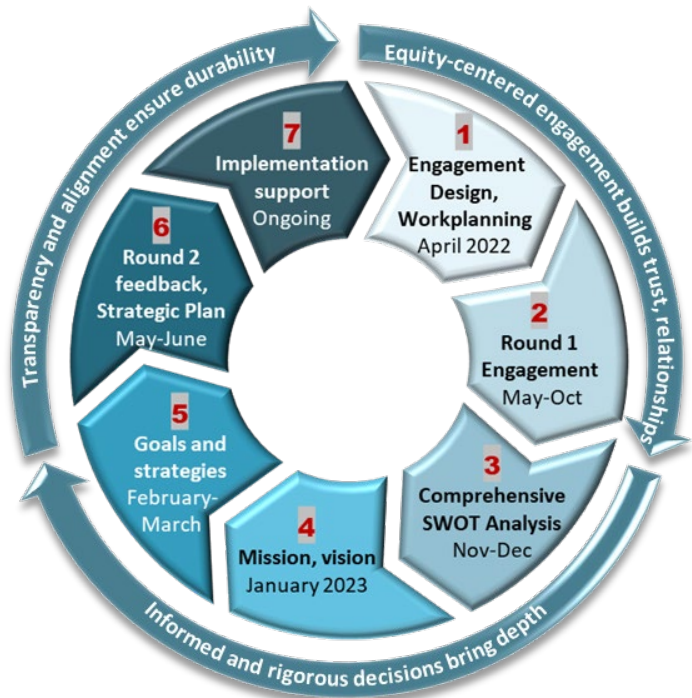 Equity-centered engagement builds trust, relationships
Informed and rigorous decisions bring depth
Transparency and alignment ensure durability
1
Engagement
Design,
Workplanning
April 2022
2
Round 1
Engagement
May-Oct
3
Comprehensive
SWOT Analysis
Nov-Dec
4
Mission, vision
January 2023
5
Goals and
strategies
February-
March
6
Round 2
feedback,
Strategic Plan
May-June
7
Implementation
support
Ongoing